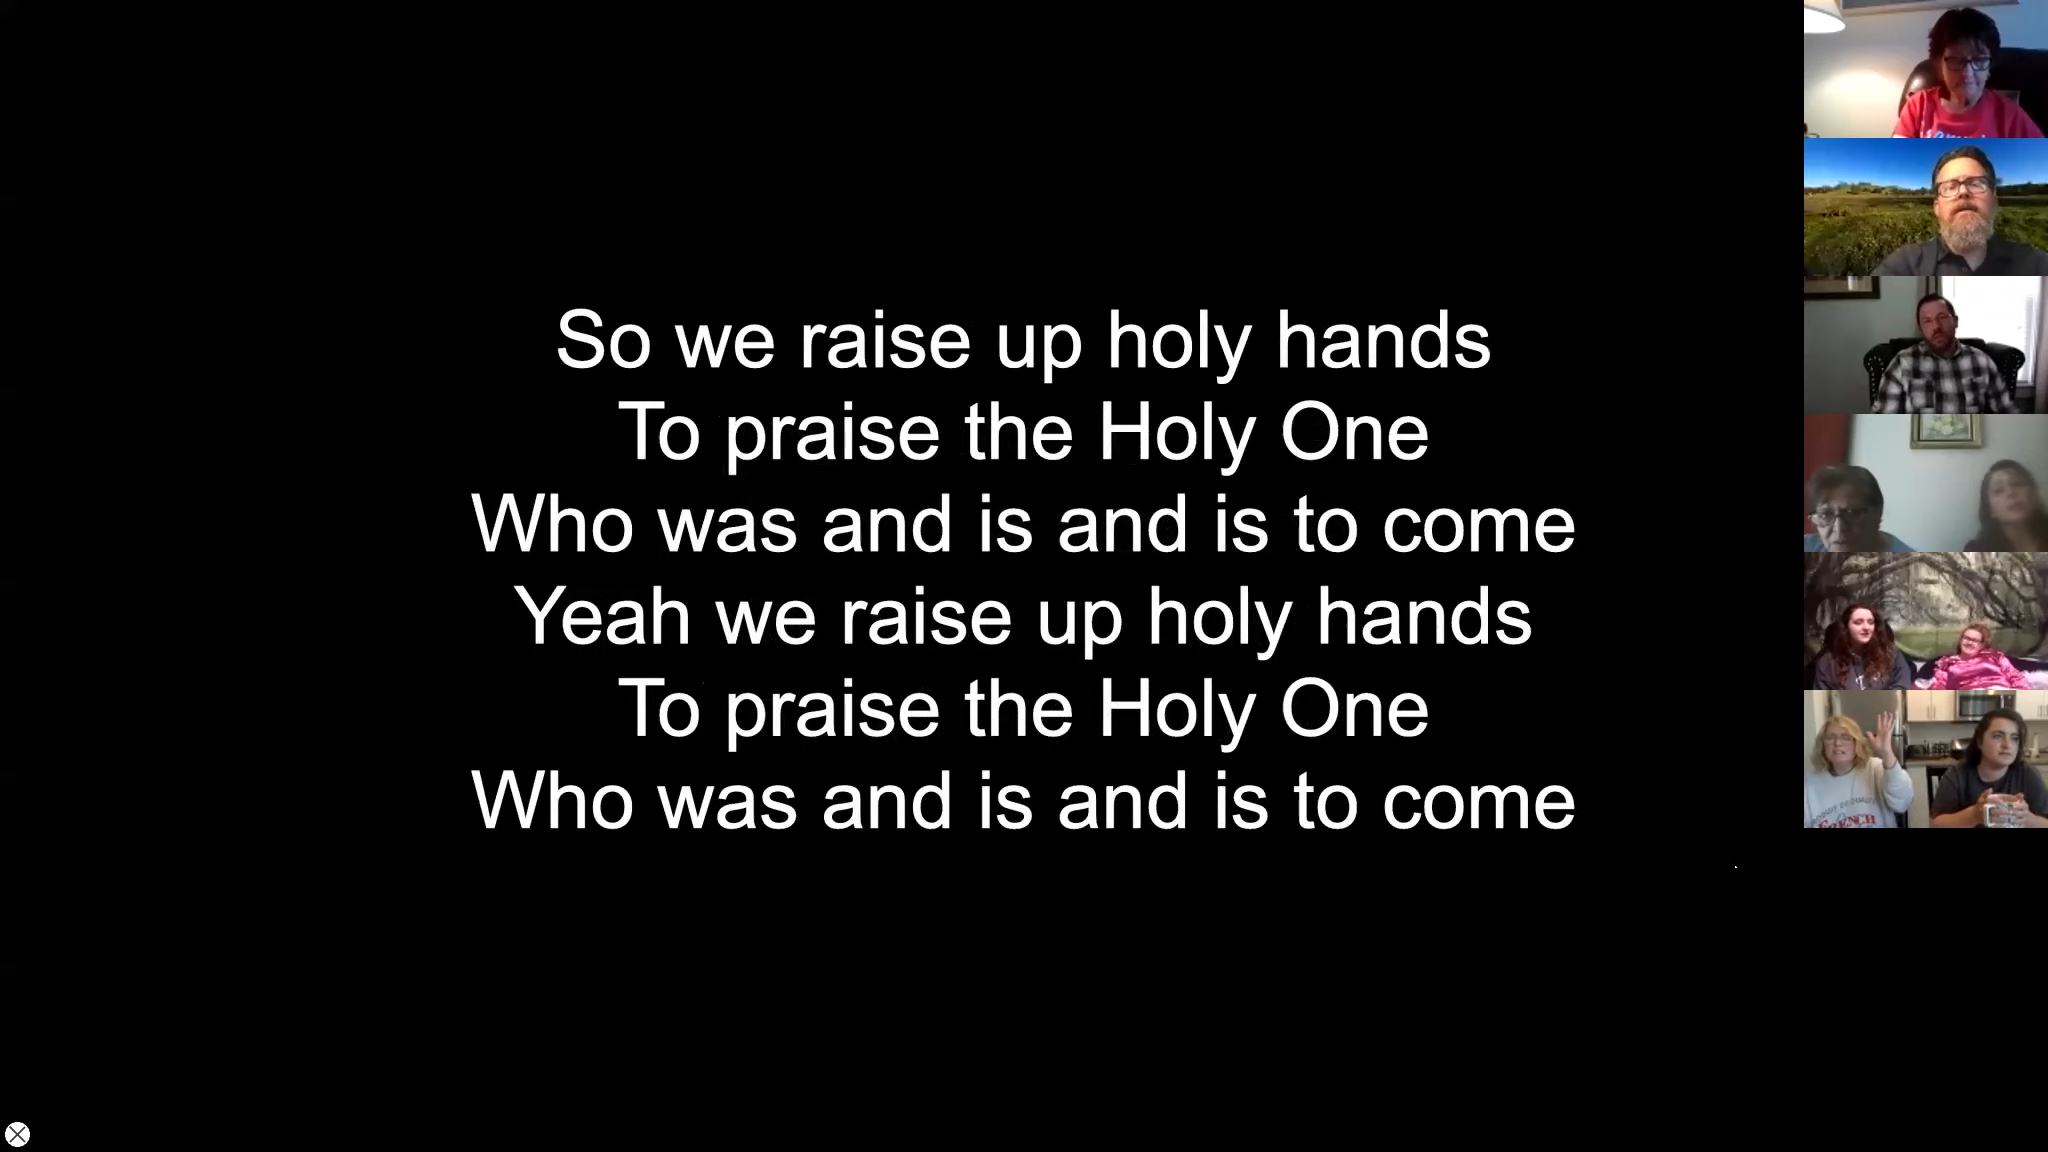 So we raise up holy hands
To praise the Holy One
Who was and is and is to come
Yeah we raise up holy hands
To praise the Holy One
Who was and is and is to come
FRENCH